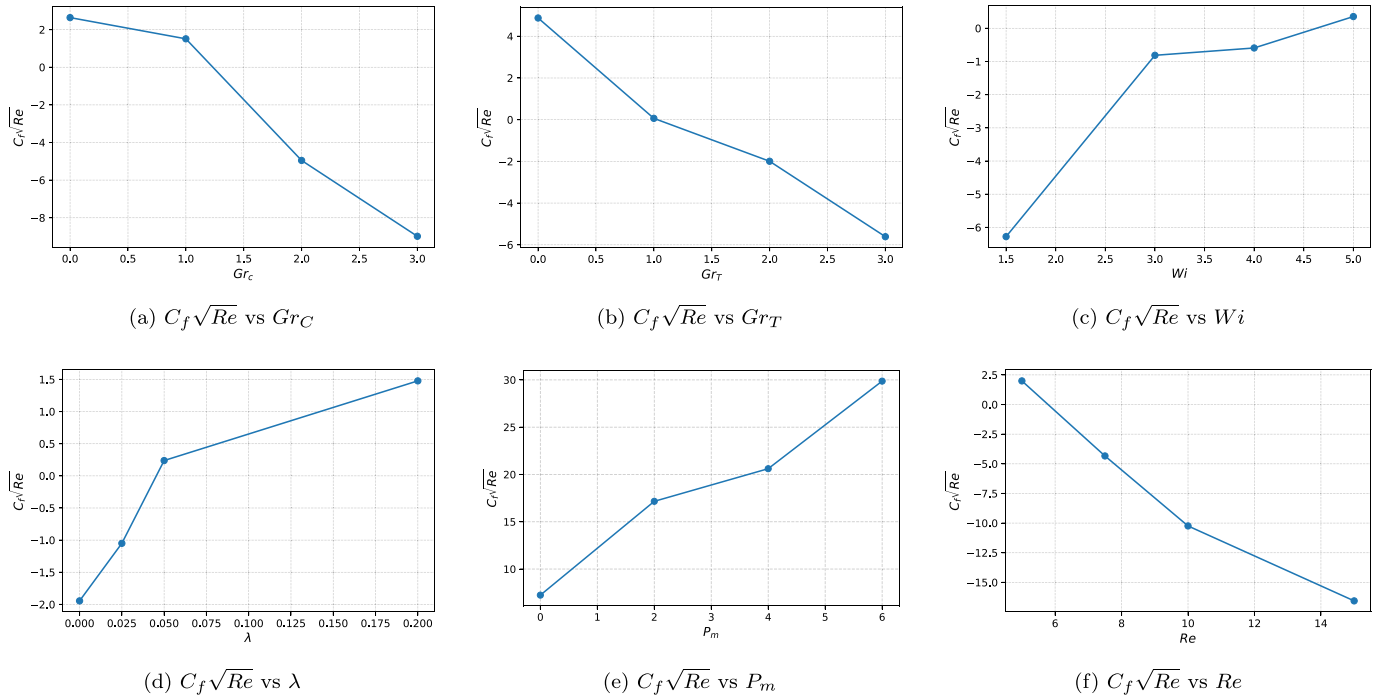 2
0
−2
−4
−6
−8
C_f√Re
0.0 0.5 1.0 1.5 2.0 2.5 3.0
Gr_c
(a) C_f√Re vs Gr_C
4
2
0
−2
−4
−6
C_f√Re
0.0 0.5 1.0 1.5 2.0 2.5 3.0
Gr_T
(b) C_f√Re vs Gr_T
0
−1
−2
−3
−4
−5
−6
C_f√Re
1.5 2.0 2.5 3.0 3.5 4.0 4.5 5.0
Wi
(c) C_f√Re vs Wi
1.5
1.0
0.5
0.0
−0.5
−1.0
−1.5
−2.0
C_f√Re
0.000 0.025 0.050 0.075 0.100 0.125 0.150 0.175 0.200
λ
(d) C_f√Re vs λ
30
25
20
15
10
C_f√Re
0 1 2 3 4 5 6
P_m
(e) C_f√Re vs P_m
2.5
0.0
−2.5
−5.0
−7.5
−10.0
−12.5
−15.0
C_f√Re
6 8 10 12 14
Re
(f) C_f√Re vs Re